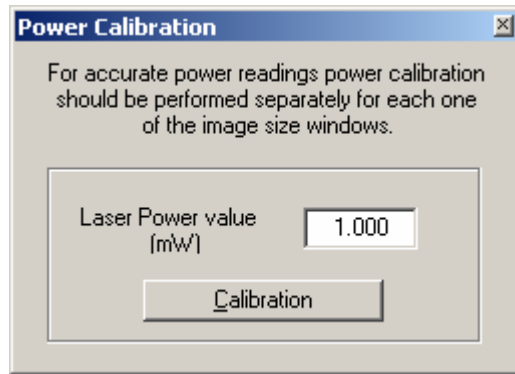 Power Calibration
For accurate power readings power calibration
should be performed separately for each one
of the image size windows.
Laser Power value
(mW)
1.000
Calibration